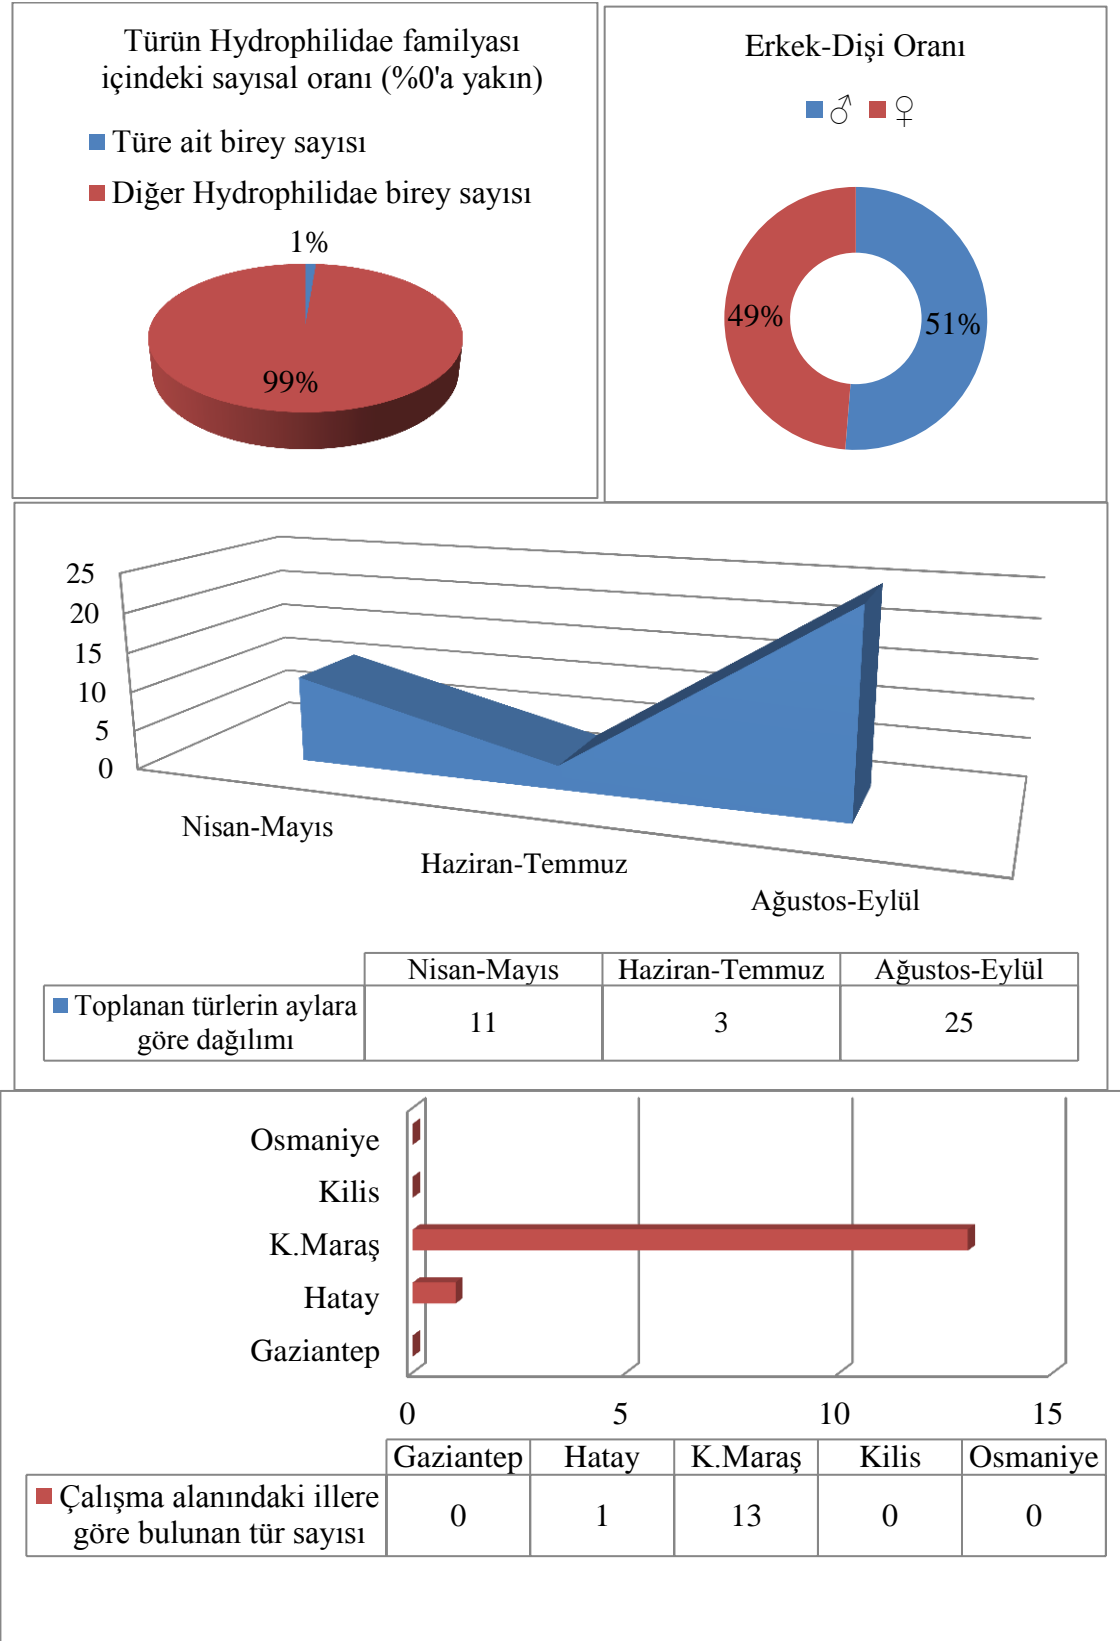 Türün Hydrophilidae familyası
içindeki sayısal oranı (%0'a yakın)
Türe ait birey sayısı
Diğer Hydrophilidae birey sayısı
1%
99%
Erkek-Dişi Oranı
♂ ♀
49%
51%
25
20
15
10
5
0
Nisan-Mayıs
Haziran-Temmuz
Ağustos-Eylül
Nisan-Mayıs Haziran-Temmuz Ağustos-Eylül
Toplanan türlerin aylara
göre dağılımı
11 3 25
Osmaniye
Kilis
K.Maraş
Hatay
Gaziantep
0 5 10 15
Gaziantep Hatay K.Maraş Kilis Osmaniye
Çalışma alanındaki illere
göre bulunan tür sayısı
0 1 13 0 0